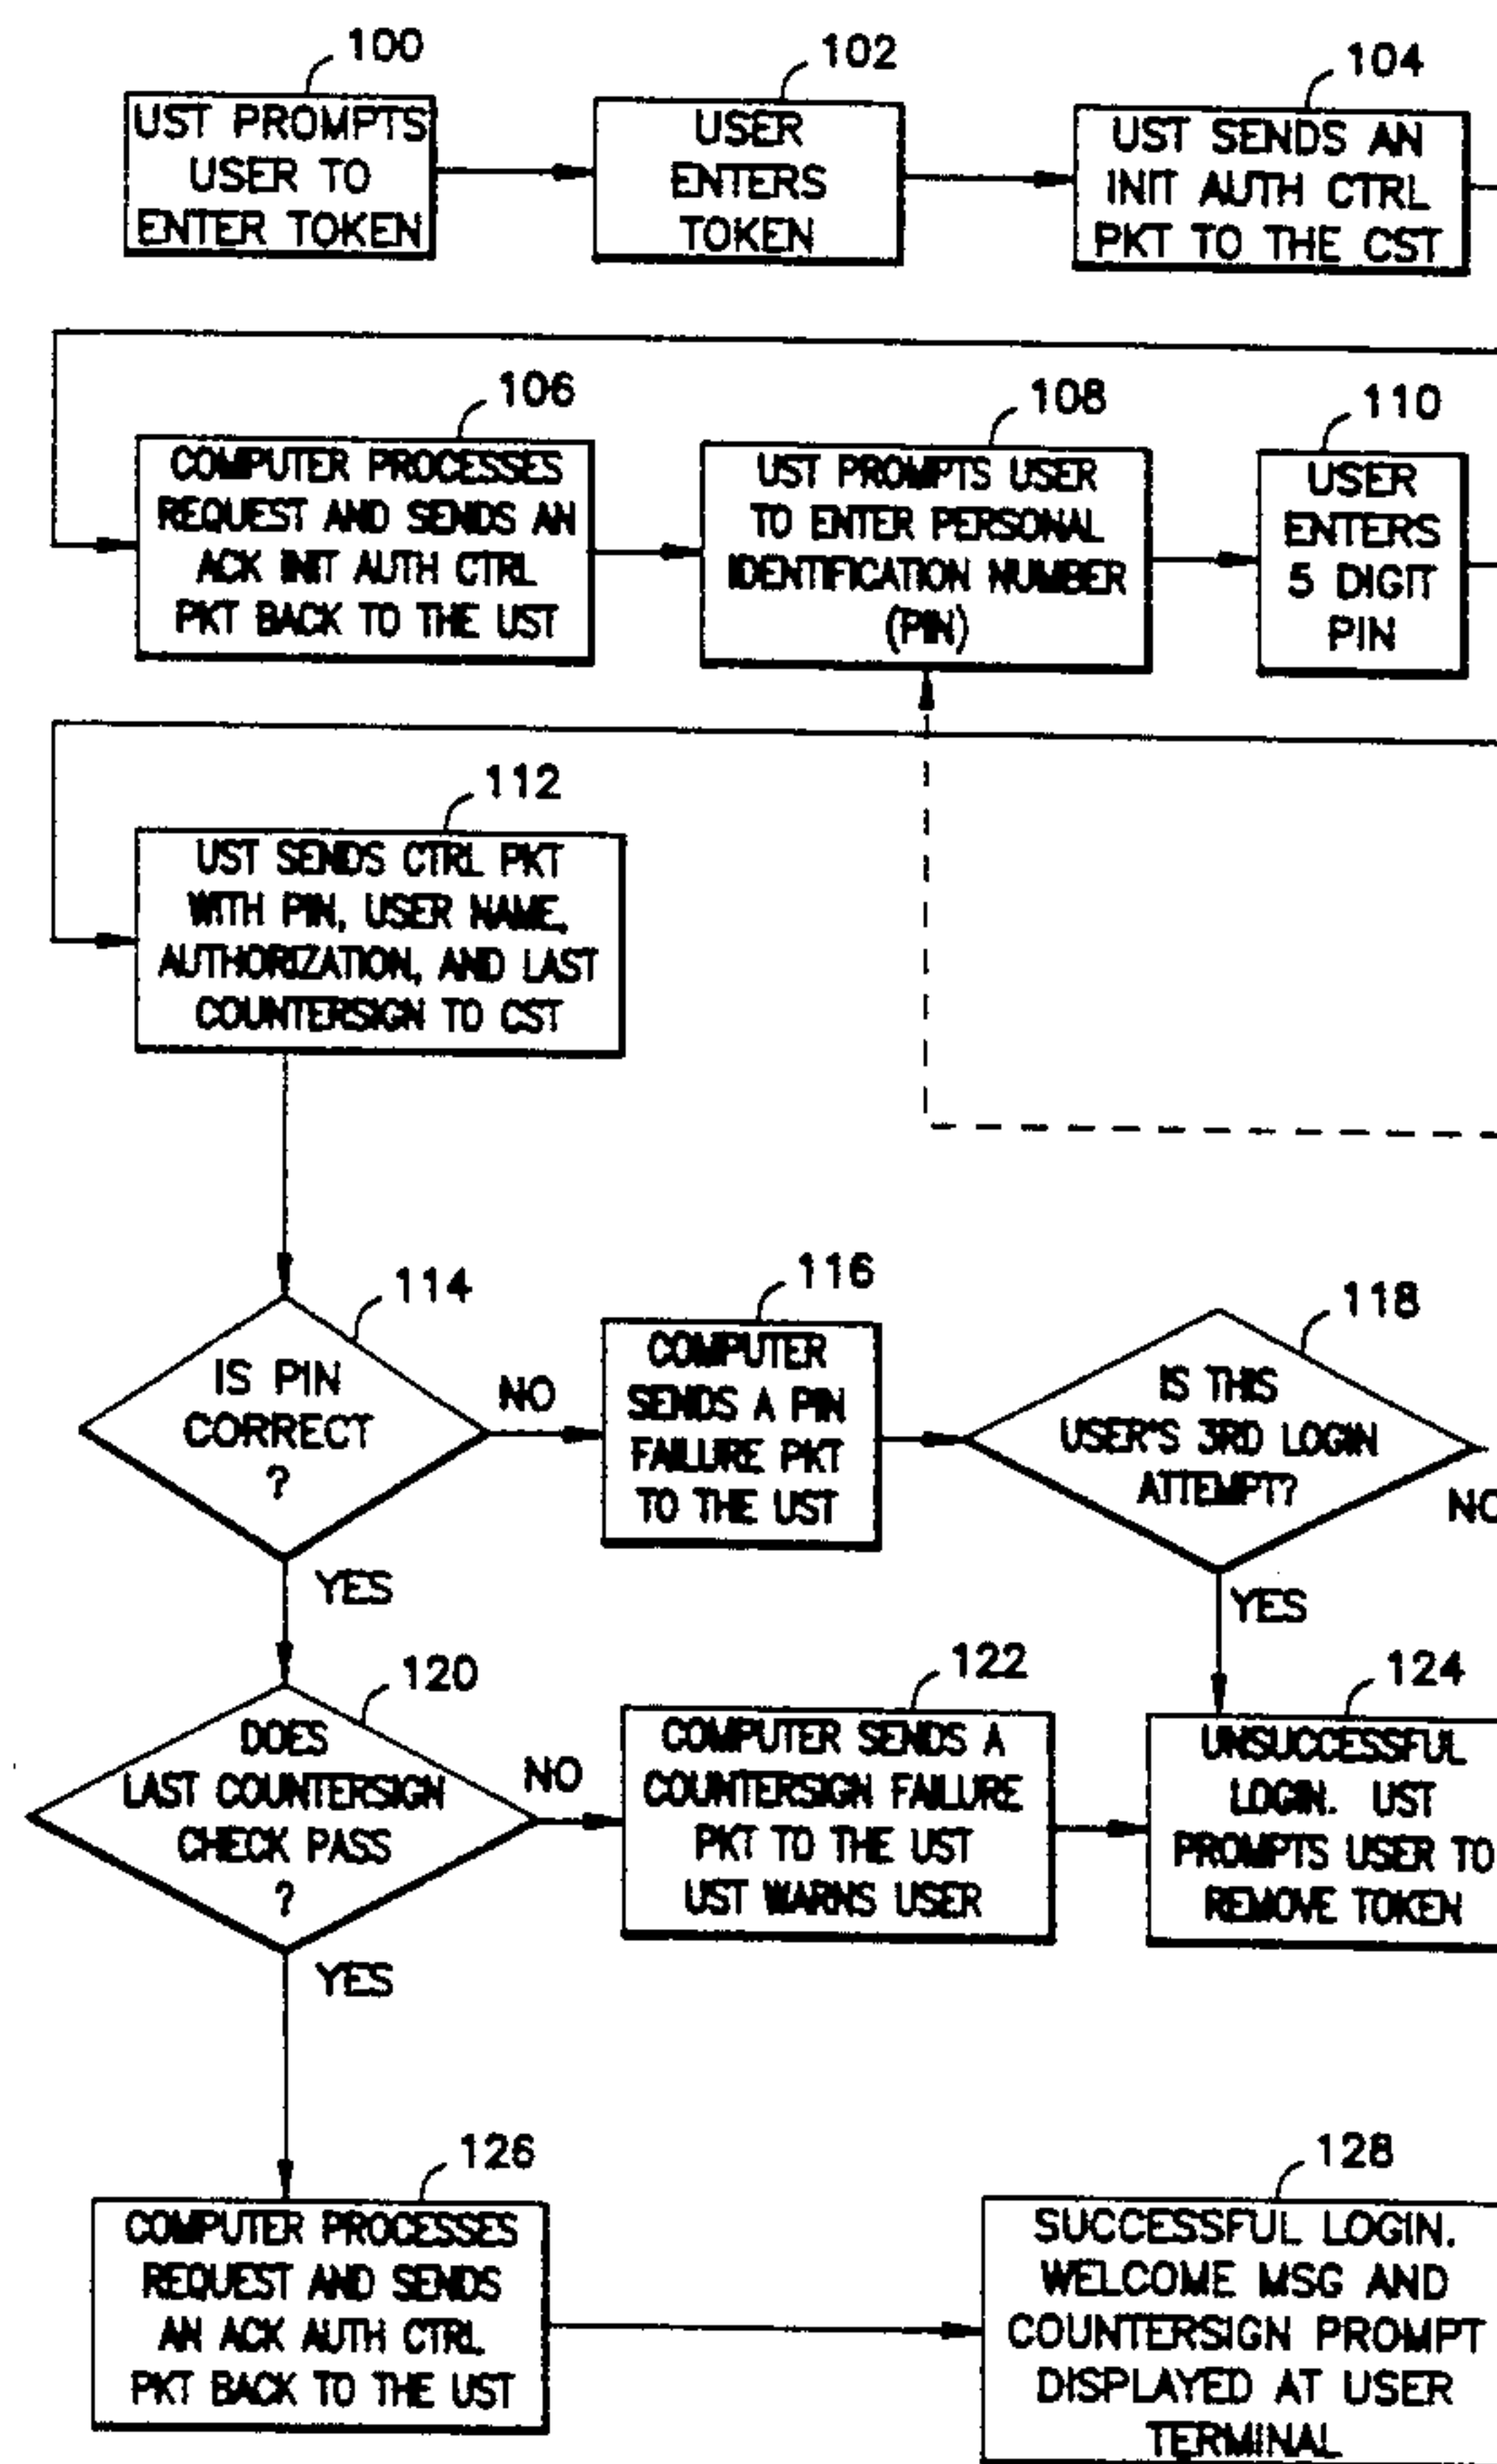 100
UST PROMPTS
USER TO
ENTER TOKEN
102
USER
ENTERS
TOKEN
104
UST SENDS AN
INIT AUTH CTRL
PKT TO THE CST
106
COMPUTER PROCESSES
REQUEST AND SENDS AN
ACK INIT AUTH CTRL
PKT BACK TO THE UST
108
UST PROMPTS USER
TO ENTER PERSONAL
IDENTIFICATION NUMBER
(PIN)
110
USER
ENTERS
5 DIGIT
PIN
112
UST SENDS CTRL PKT
WITH PIN, USER NAME,
AUTHORIZATION, AND LAST
COUNTERSIGN TO CST
114
IS PIN
CORRECT
?
NO
YES
116
COMPUTER
SENDS A PIN
FAILURE PKT
TO THE UST
118
IS THIS
USER'S 3RD LOGIN
ATTEMPT?
NO
YES
120
DOES
LAST COUNTERSIGN
CHECK PASS
?
NO
YES
122
COMPUTER SENDS A
COUNTERSIGN FAILURE
PKT TO THE UST
UST WARNS USER
124
UNSUCCESSFUL
LOGIN. UST
PROMPTS USER TO
REMOVE TOKEN
126
COMPUTER PROCESSES
REQUEST AND SENDS
AN ACK AUTH CTRL
PKT BACK TO THE UST
128
SUCCESSFUL LOGIN.
WELCOME MSG AND
COUNTERSIGN PROMPT
DISPLAYED AT USER
TERMINAL